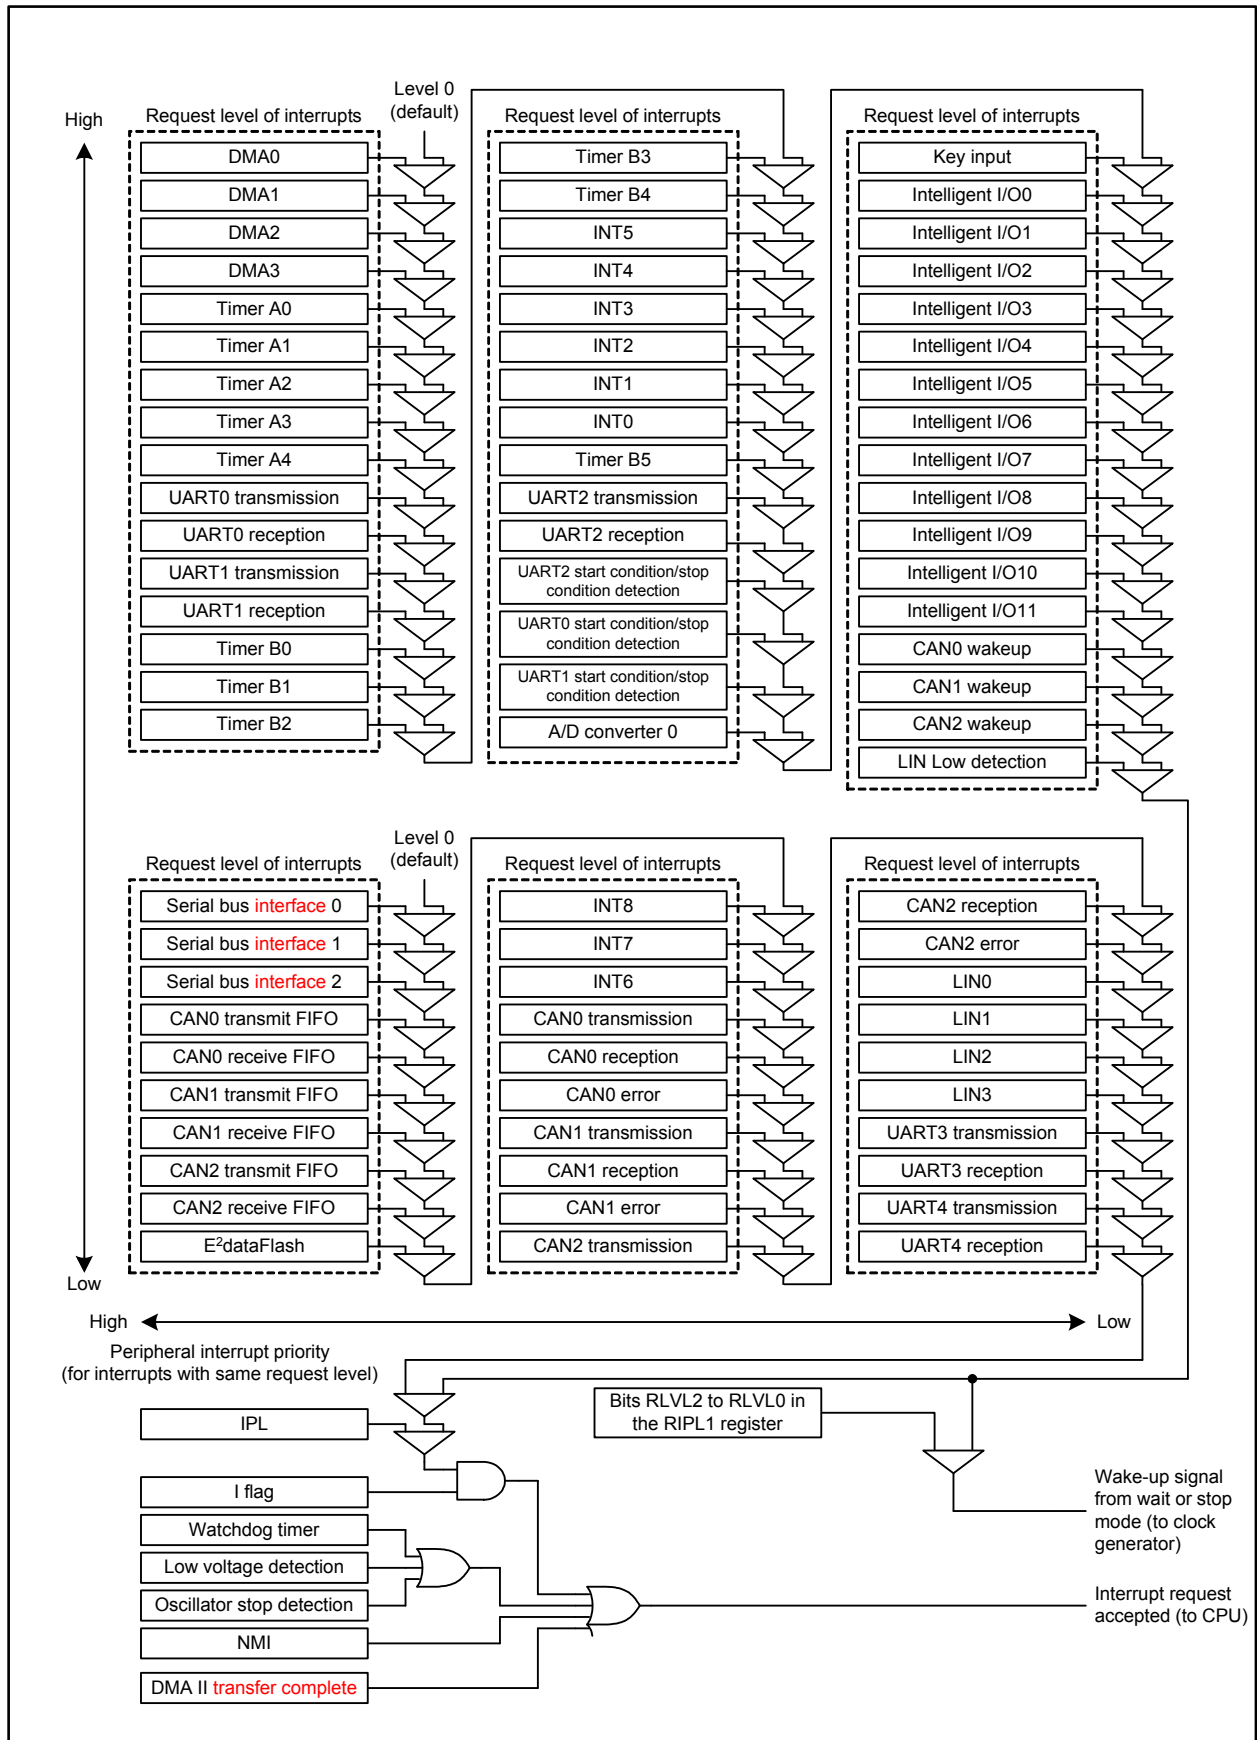 High
Low
Level 0
(default)
Request level of interrupts
DMA0
DMA1
DMA2
DMA3
Timer A0
Timer A1
Timer A2
Timer A3
Timer A4
UART0 transmission
UART0 reception
UART1 transmission
UART1 reception
Timer B0
Timer B1
Timer B2
Request level of interrupts
Timer B3
Timer B4
INT5
INT4
INT3
INT2
INT1
INT0
Timer B5
UART2 transmission
UART2 reception
UART2 start condition/stop
condition detection
UART0 start condition/stop
condition detection
UART1 start condition/stop
condition detection
A/D converter 0
Request level of interrupts
Key input
Intelligent I/O0
Intelligent I/O1
Intelligent I/O2
Intelligent I/O3
Intelligent I/O4
Intelligent I/O5
Intelligent I/O6
Intelligent I/O7
Intelligent I/O8
Intelligent I/O9
Intelligent I/O10
Intelligent I/O11
CAN0 wakeup
CAN1 wakeup
CAN2 wakeup
LIN Low detection
Level 0
(default)
Request level of interrupts
Serial bus interface 0
Serial bus interface 1
Serial bus interface 2
CAN0 transmit FIFO
CAN0 receive FIFO
CAN1 transmit FIFO
CAN1 receive FIFO
CAN2 transmit FIFO
CAN2 receive FIFO
E²dataFlash
Request level of interrupts
INT8
INT7
INT6
CAN0 transmission
CAN0 reception
CAN0 error
CAN1 transmission
CAN1 reception
CAN1 error
CAN2 transmission
Request level of interrupts
CAN2 reception
CAN2 error
LIN0
LIN1
LIN2
LIN3
UART3 transmission
UART3 reception
UART4 transmission
UART4 reception
High
Low
Peripheral interrupt priority
(for interrupts with same request level)
IPL
I flag
Watchdog timer
Low voltage detection
Oscillator stop detection
NMI
DMA II transfer complete
Bits RLVL2 to RLVL0 in
the RIPL1 register
Wake-up signal
from wait or stop
mode (to clock
generator)
Interrupt request
accepted (to CPU)